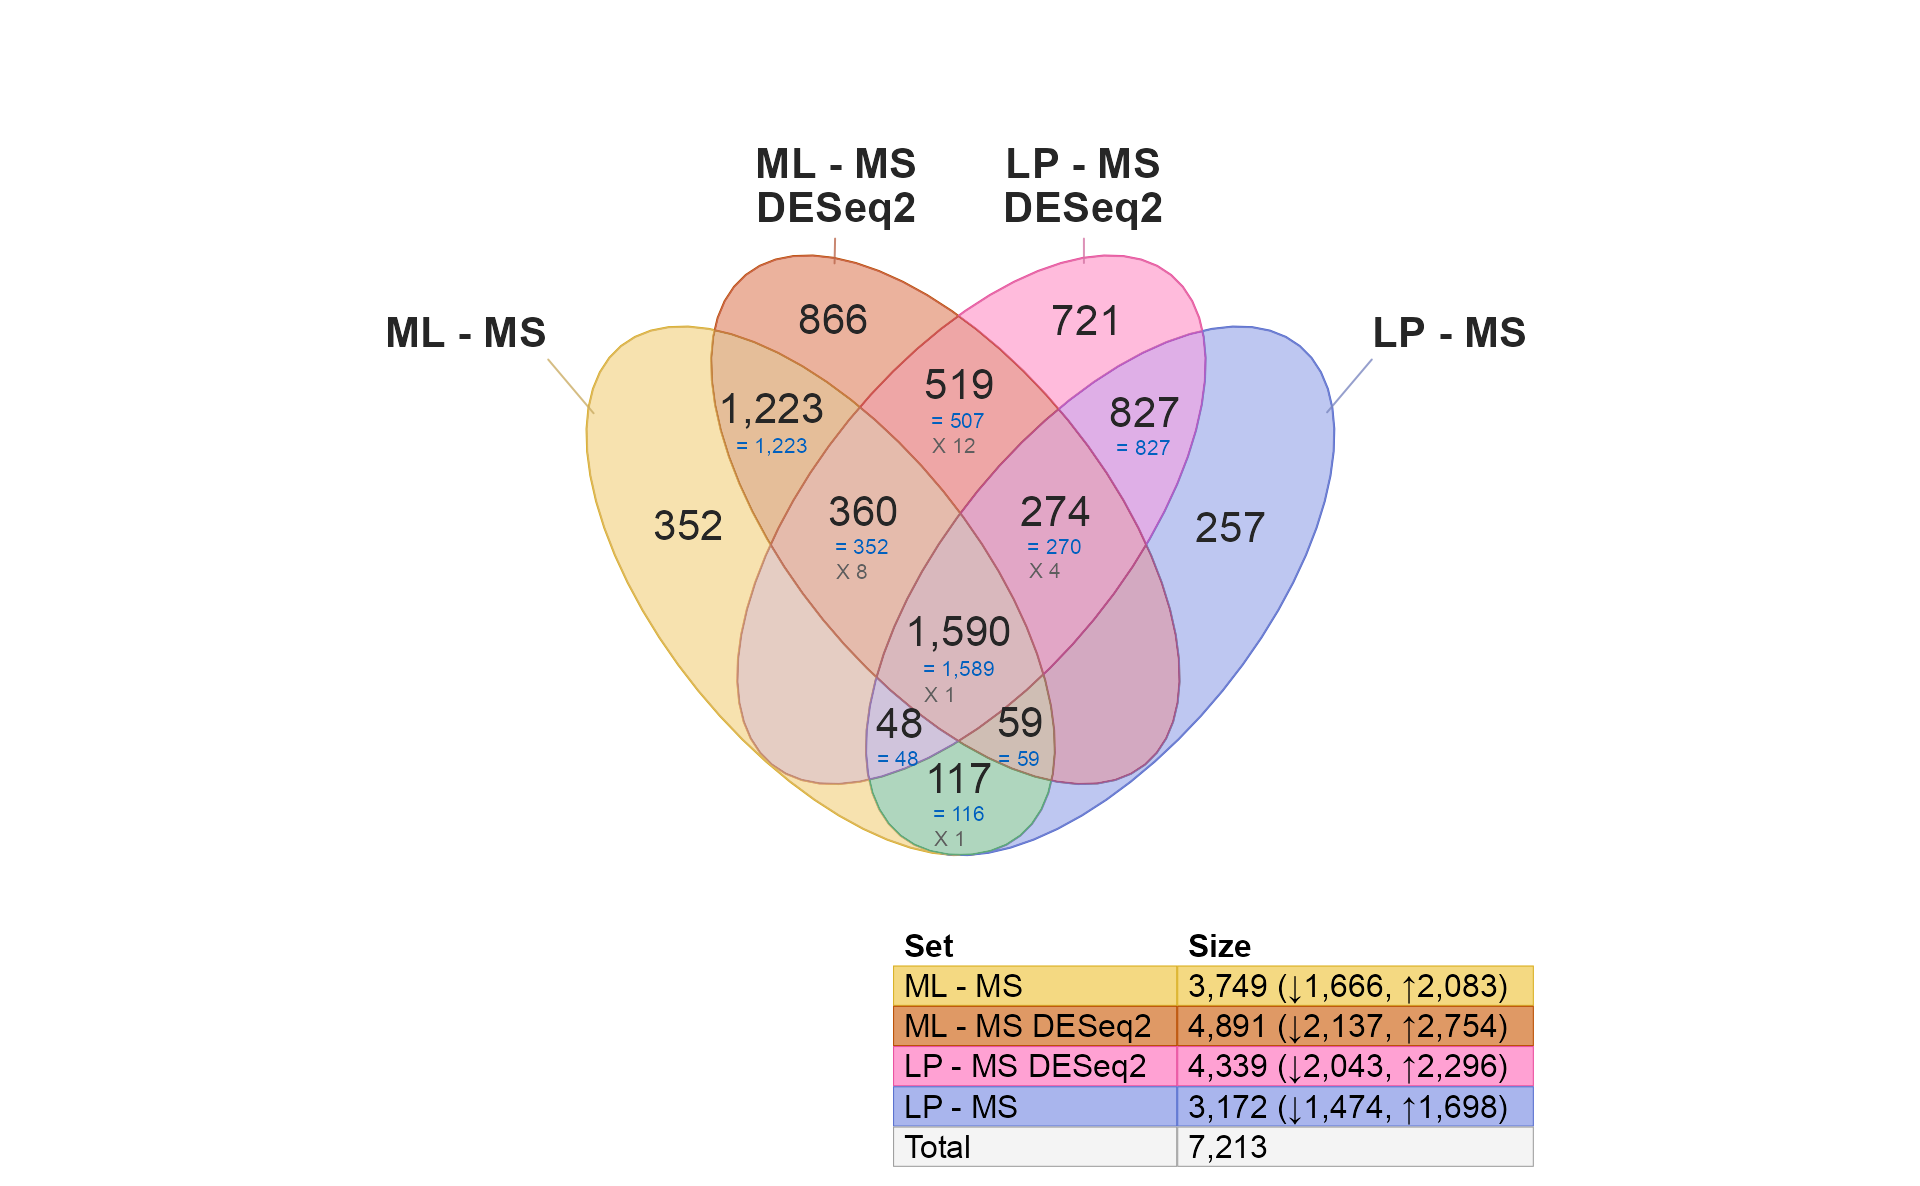 ML - MS
DESeq2
LP - MS
DESeq2
ML - MS
LP - MS
866
721
519
= 507
X 12
1,223
= 1,223
827
= 827
352
360
= 352
X 8
274
= 270
X 4
257
1,590
= 1,589
X 1
48
= 48
59
= 59
117
= 116
X 1
Set Size
ML - MS 3,749 (↓1,666, ↑2,083)
ML - MS DESeq2 4,891 (↓2,137, ↑2,754)
LP - MS DESeq2 4,339 (↓2,043, ↑2,296)
LP - MS 3,172 (↓1,474, ↑1,698)
Total 7,213